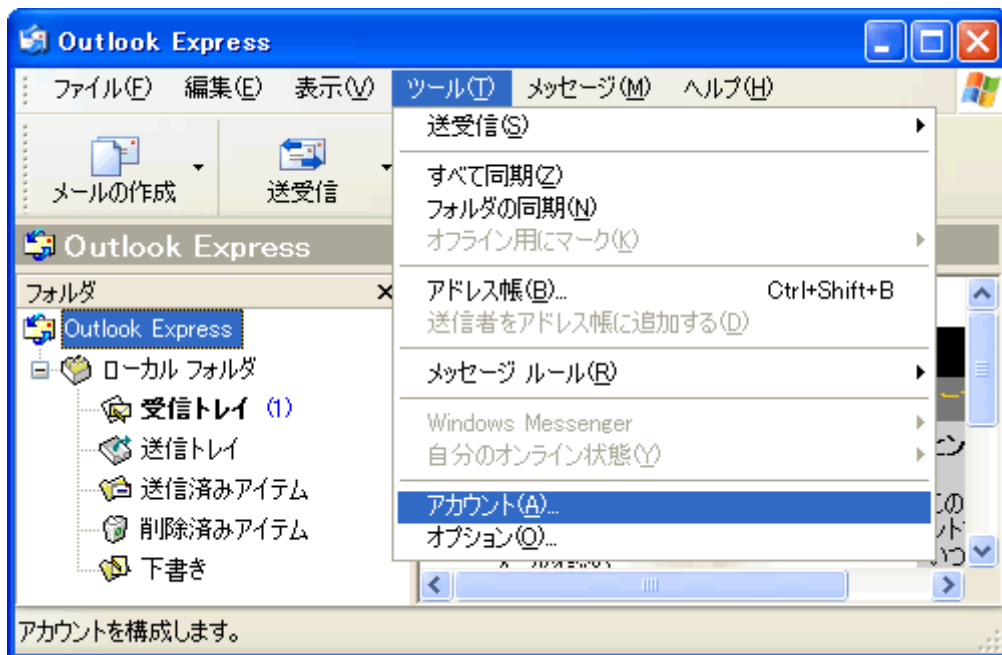 Outlook Express
ファイル(F) 編集(E) 表示(V) ツール(T) メッセージ(M) ヘルプ(H)
メールの作成 送受信
Outlook Express
フォルダ
Outlook Express
ローカル フォルダ
受信トレイ (1)
送信トレイ
送信済みアイテム
削除済みアイテム
下書き
送受信(S)
すべて同期(Z)
フォルダの同期(N)
オフライン用にマーク(K)
アドレス帳(B)... Ctrl+Shift+B
送信者をアドレス帳に追加する(D)
メッセージ ルール(R)
Windows Messenger
自分のオンライン状態(Y)
アカウント(A)...
オプション(O)...
アカウントを構成します。